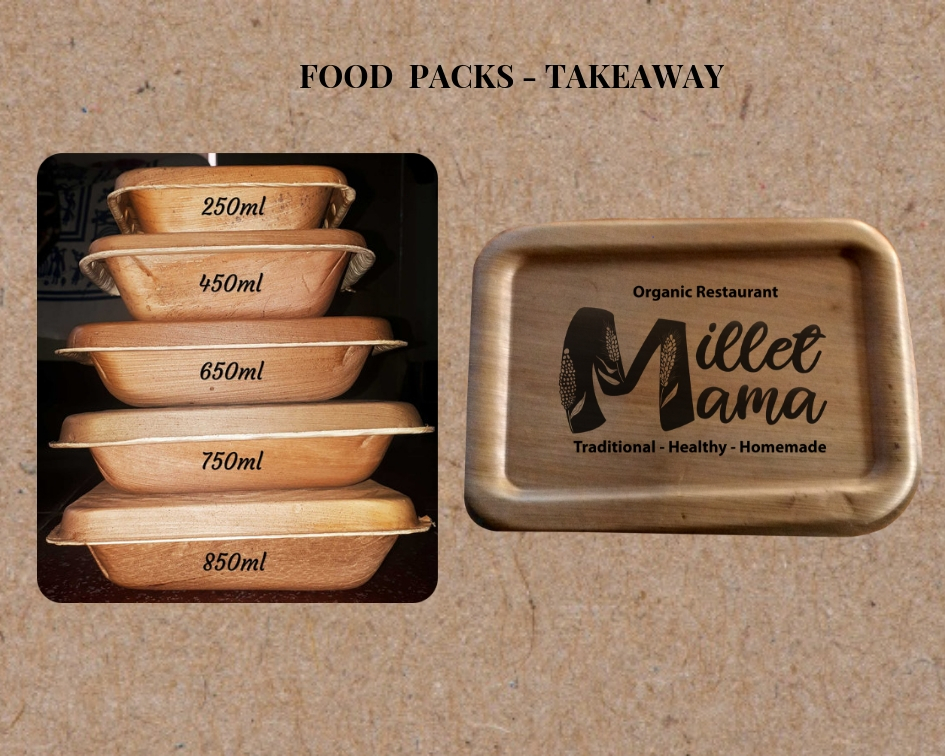 FOOD PACKS - TAKEAWAY
250ml
450ml
650ml
750ml
850ml
Organic Restaurant
Millet
Mama
Traditional - Healthy - Homemade